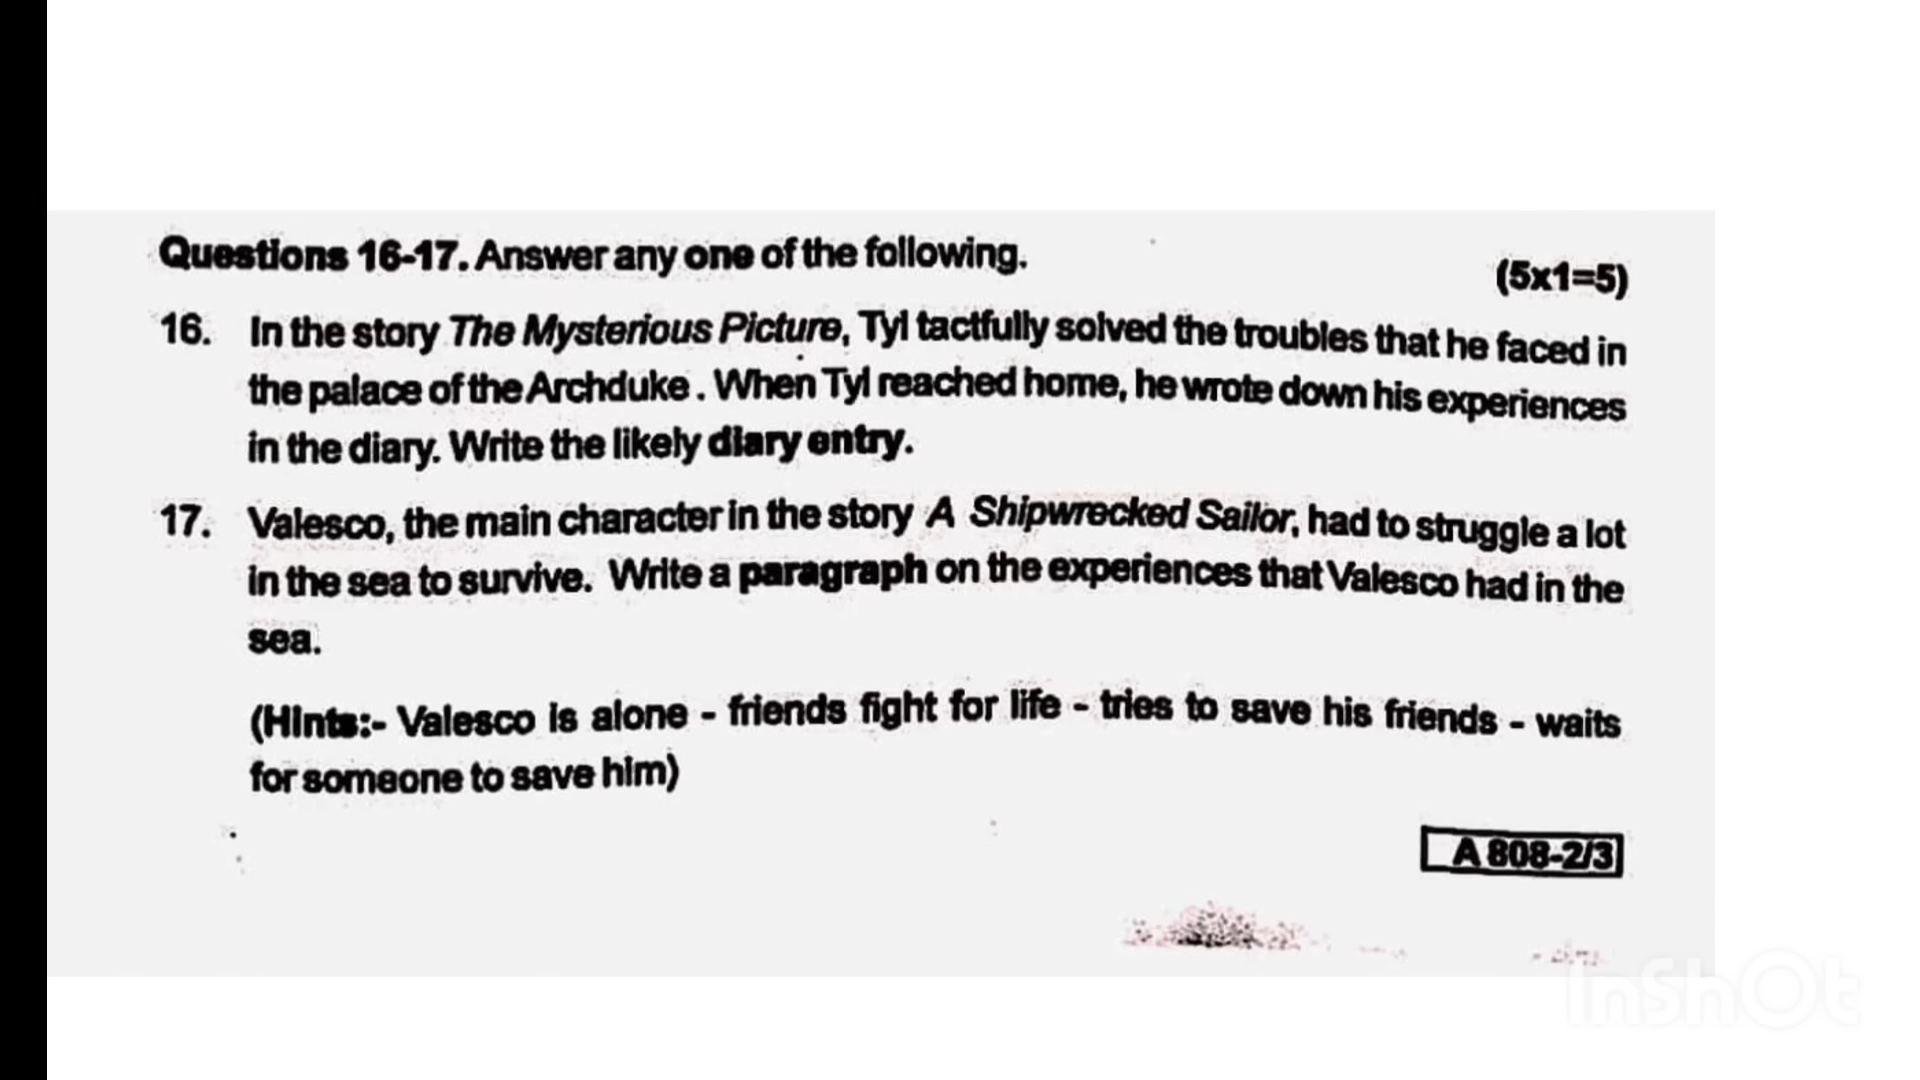 Questions 16-17. Answer any one of the following.
(5x1=5)
16. In the story The Mysterious Picture, Tyl tactfully solved the troubles that he faced in
the palace of the Archduke. When Tyl reached home, he wrote down his experiences
in the diary. Write the likely diary entry.
17. Valesco, the main character in the story A Shipwrecked Sailor, had to struggle a lot
in the sea to survive. Write a paragraph on the experiences that Valesco had in the
sea.
(Hints:- Valesco is alone - friends fight for life - tries to save his friends - waits
for someone to save him)
A 808-2/3
InShOt